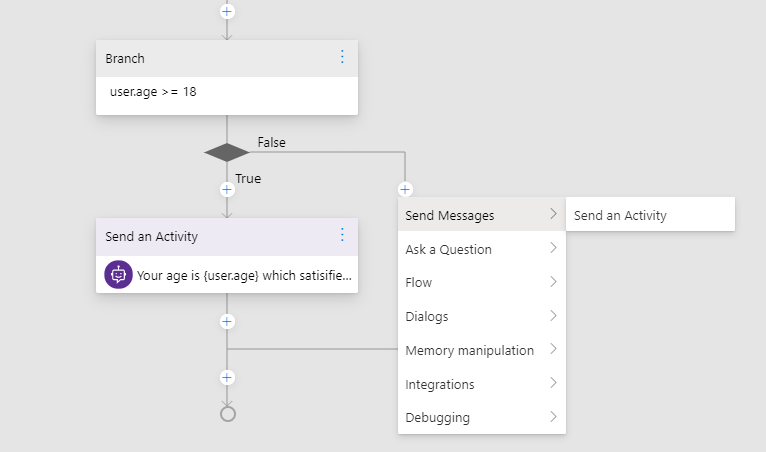 Branch
user.age >= 18
False
True
Send an Activity
Your age is {user.age} which satisifie...
Send Messages
Send an Activity
Ask a Question
Flow
Dialogs
Memory manipulation
Integrations
Debugging